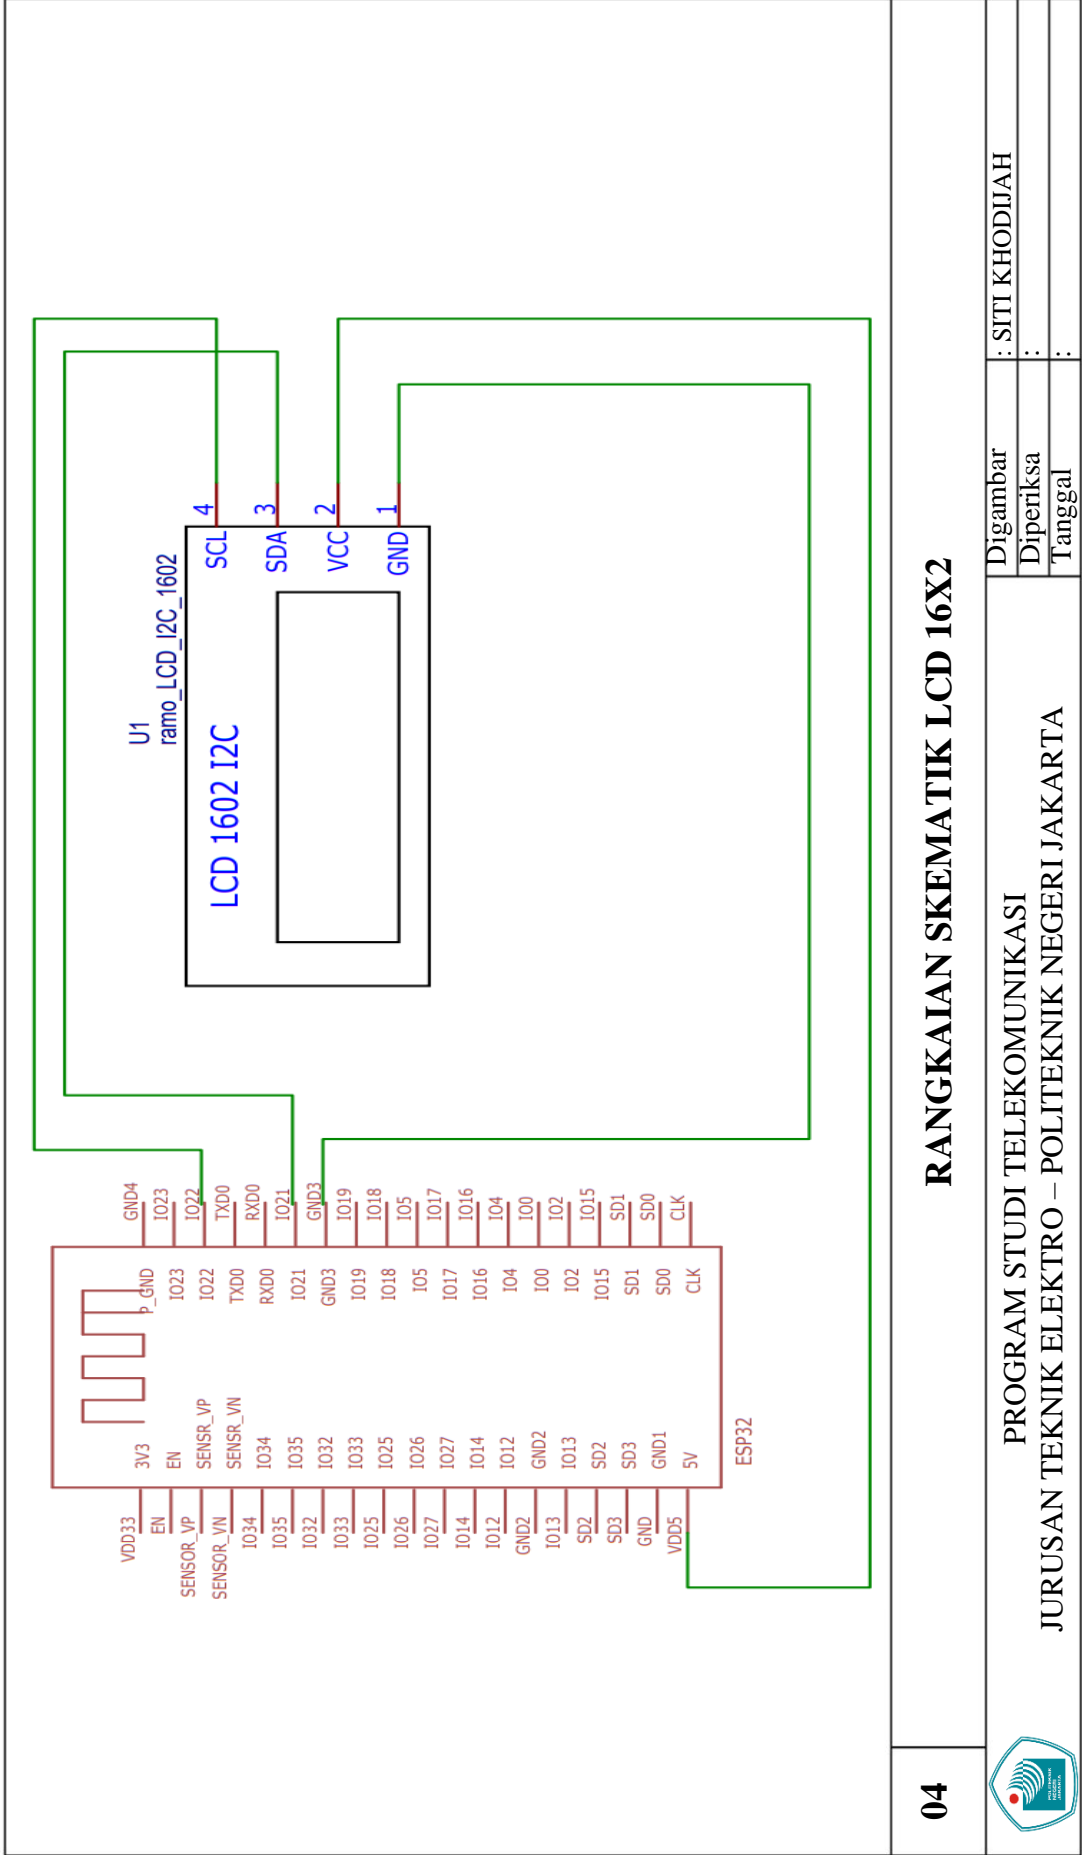 U1
ramo_LCD_I2C_1602
LCD 1602 I2C
SCL 4
SDA 3
VCC 2
GND 1
GND4
IO23
IO22
TXD0
RXD0
IO21
GND3
IO19
IO18
IO5
IO17
IO16
IO4
IO0
IO2
IO15
SD1
SD0
CLK
P_GND
IO23
IO22
TXD0
RXD0
IO21
GND3
IO19
IO18
IO5
IO17
IO16
IO4
IO0
IO2
IO15
SD1
SD0
CLK
3V3
EN
SENSR_VP
SENSR_VN
IO34
IO35
IO32
IO33
IO25
IO26
IO27
IO14
IO12
GND2
IO13
SD2
SD3
GND1
5V
VDD33
EN
SENSOR_VP
SENSOR_VN
IO34
IO35
IO32
IO33
IO25
IO26
IO27
IO14
IO12
GND2
IO13
SD2
SD3
GND
VDD5
ESP32
04
RANGKAIAN SKEMATIK LCD 16X2
POLITEKNIK
NEGERI
JAKARTA
PROGRAM STUDI TELEKOMUNIKASI
JURUSAN TEKNIK ELEKTRO – POLITEKNIK NEGERI JAKARTA
Digambar : SITI KHODIJAH
Diperiksa :
Tanggal :